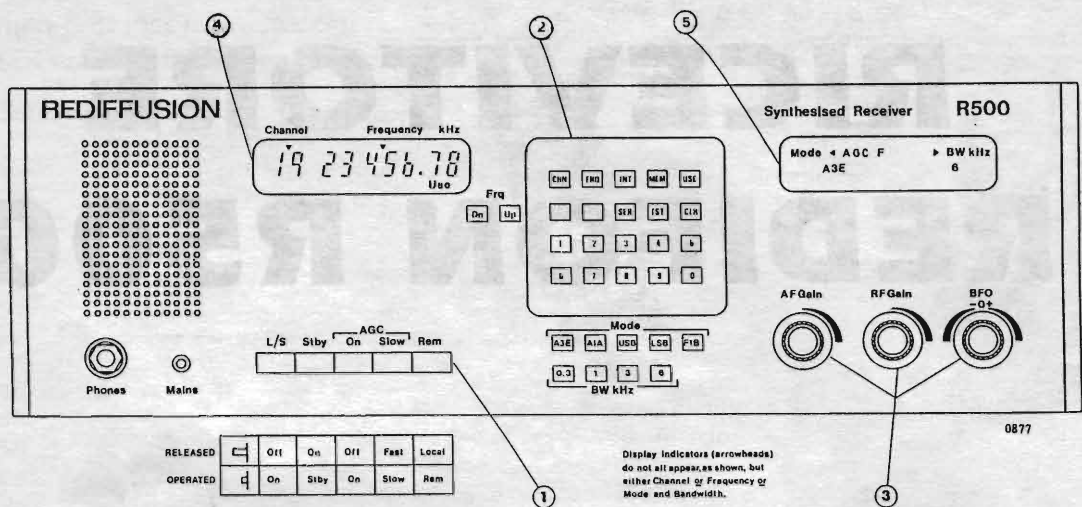 4
2
5
REDIFFUSION
Synthesised Receiver R500
Channel Frequency kHz
19 23 456.78
Use
Mode ◂ AGC F ▸ BW kHz
A3E 6
Frq
Dn Up
CHN FRQ INT MEM USE
SER TST CLR
1 2 3 4 5
6 7 8 9 0
AF Gain RF Gain BFO
-0+
Mode
A3E A1A USB LSB F1B
0.3 1 3 6
BW kHz
AGC
L/S Stby On Slow Rem
Phones Mains
0877
RELEASED Off On Off Fast Local
OPERATED On Stby On Slow Rem
Display Indicators (arrowheads)
do not all appear, as shown, but
either Channel or Frequency or
Mode and Bandwidth.
1
3